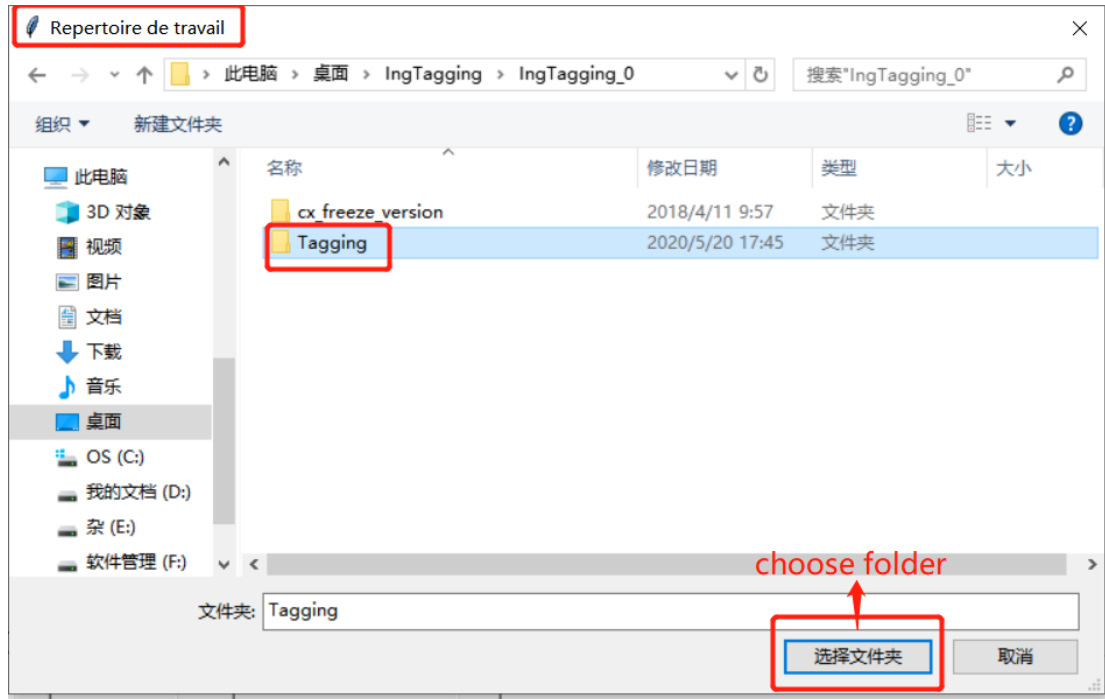 Repertoire de travail
此电脑 > 桌面 > IngTagging > IngTagging_0
搜索"IngTagging_0"
组织
新建文件夹
此电脑
3D 对象
视频
图片
文档
下载
音乐
桌面
OS (C:)
我的文档 (D:)
杂 (E:)
软件管理 (F:)
名称 修改日期 类型 大小
cx_freeze_version 2018/4/11 9:57 文件夹
Tagging 2020/5/20 17:45 文件夹
choose folder
文件夹: Tagging
选择文件夹 取消